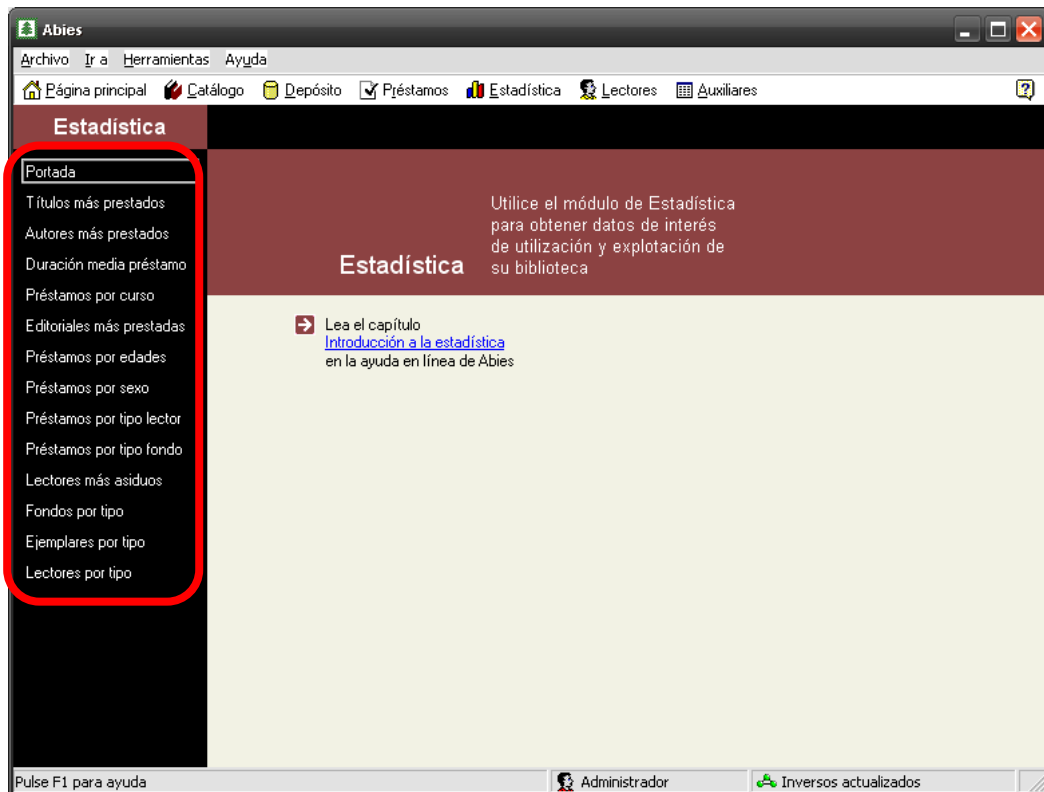 Abies
Archivo Ir a Herramientas Ayuda
Página principal Catálogo Depósito Préstamos Estadística Lectores Auxiliares
Estadística
Portada
Títulos más prestados
Autores más prestados
Duración media préstamo
Préstamos por curso
Editoriales más prestadas
Préstamos por edades
Préstamos por sexo
Préstamos por tipo lector
Préstamos por tipo fondo
Lectores más asiduos
Fondos por tipo
Ejemplares por tipo
Lectores por tipo
Estadística
Utilice el módulo de Estadística
para obtener datos de interés
de utilización y explotación de
su biblioteca
Lea el capítulo
Introducción a la estadística
en la ayuda en línea de Abies
Pulse F1 para ayuda
Administrador
Inversos actualizados